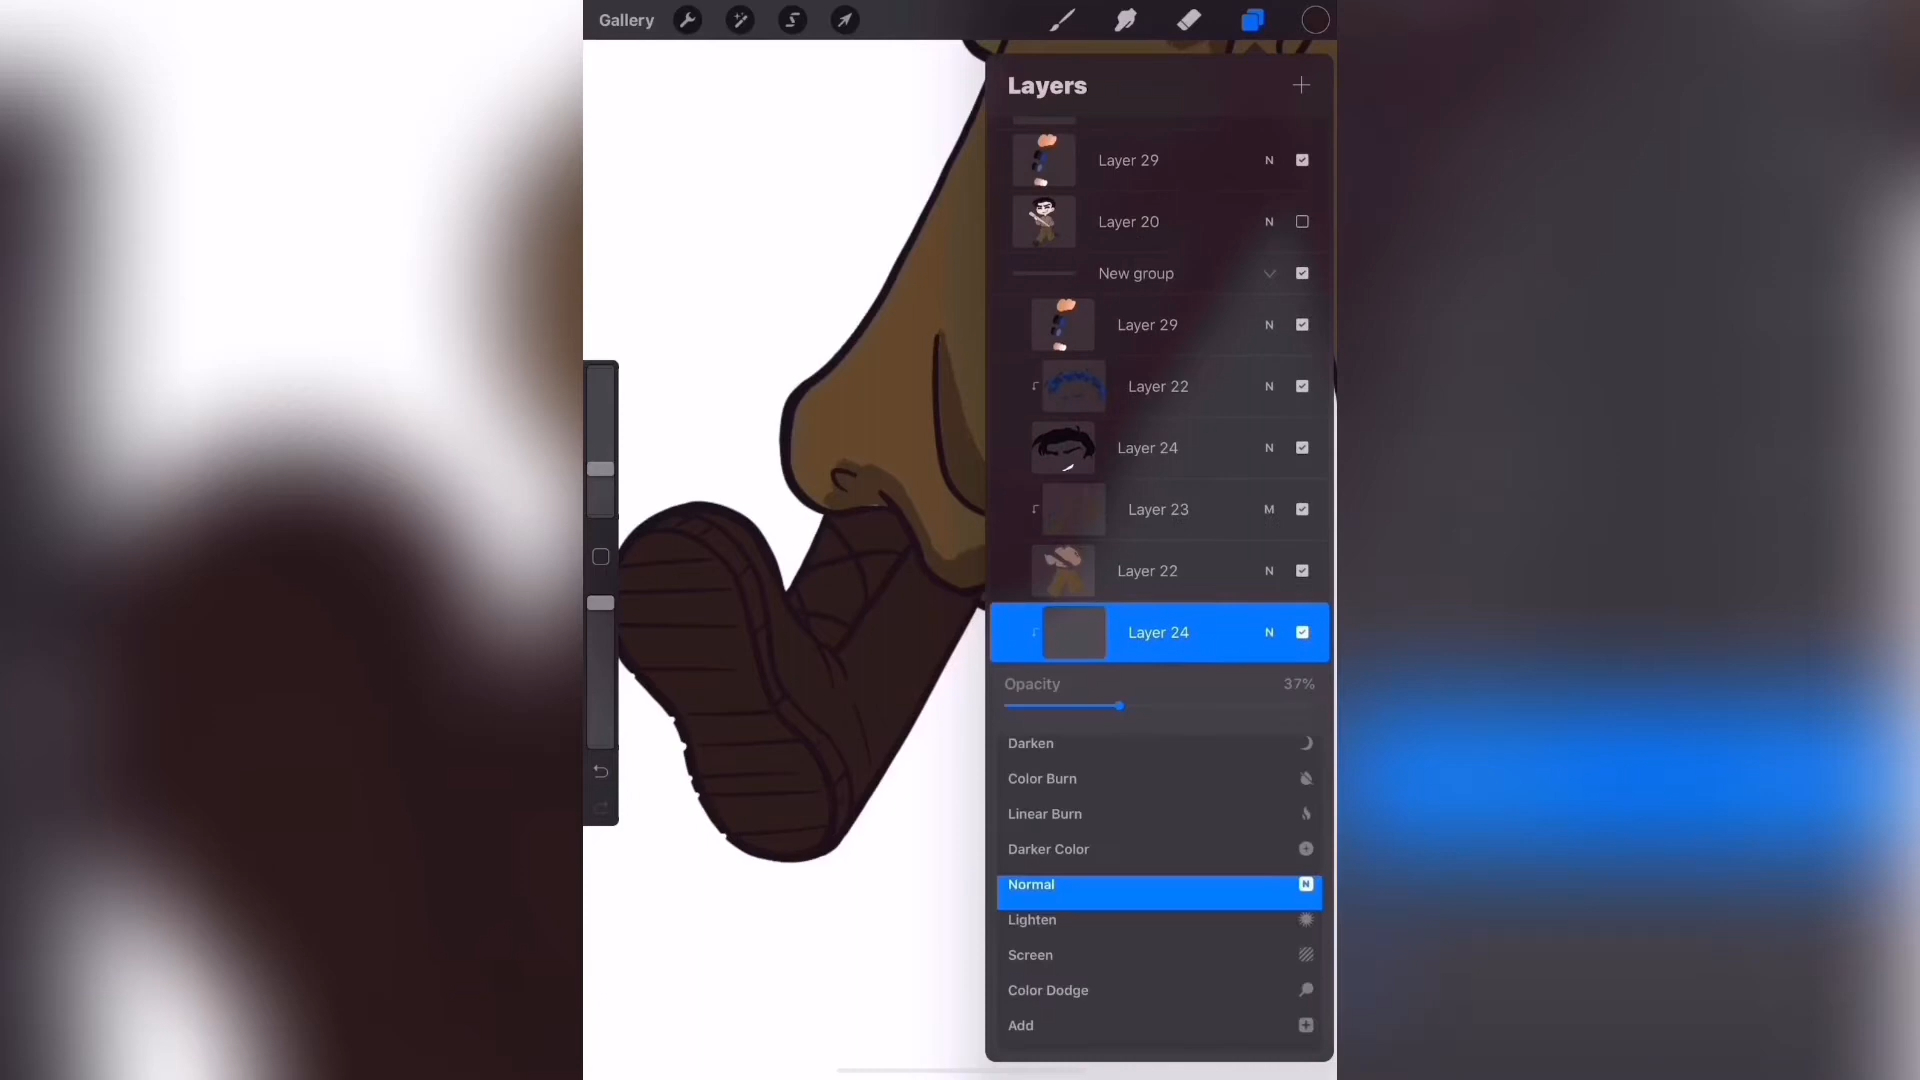 Gallery
Layers
Layer 29 N
Layer 20 N
New group
Layer 29 N
Layer 22 N
Layer 24 N
Layer 23 M
Layer 22 N
Layer 24 N
Opacity 37%
Darken
Color Burn
Linear Burn
Darker Color
Normal N
Lighten
Screen
Color Dodge
Add